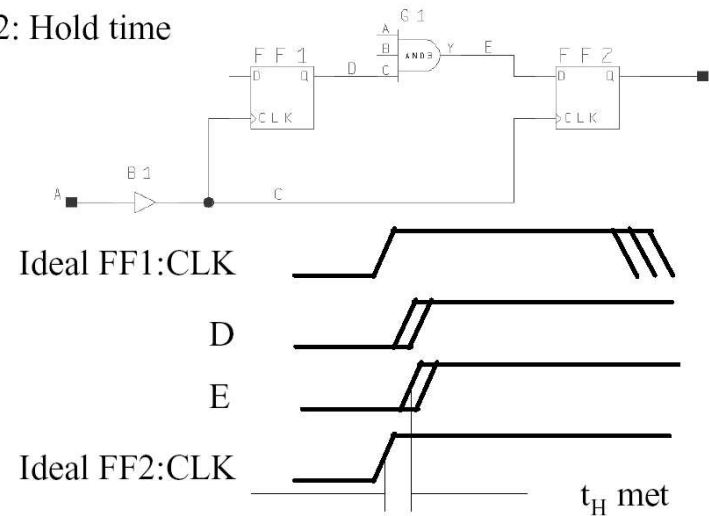 2: Hold time
G 1
F F 1
A
B
C
AND3
Y
E
F F 2
D Q
D
D Q
>CLK
>CLK
B 1
A
C
Ideal FF1:CLK
D
E
Ideal FF2:CLK
tH met